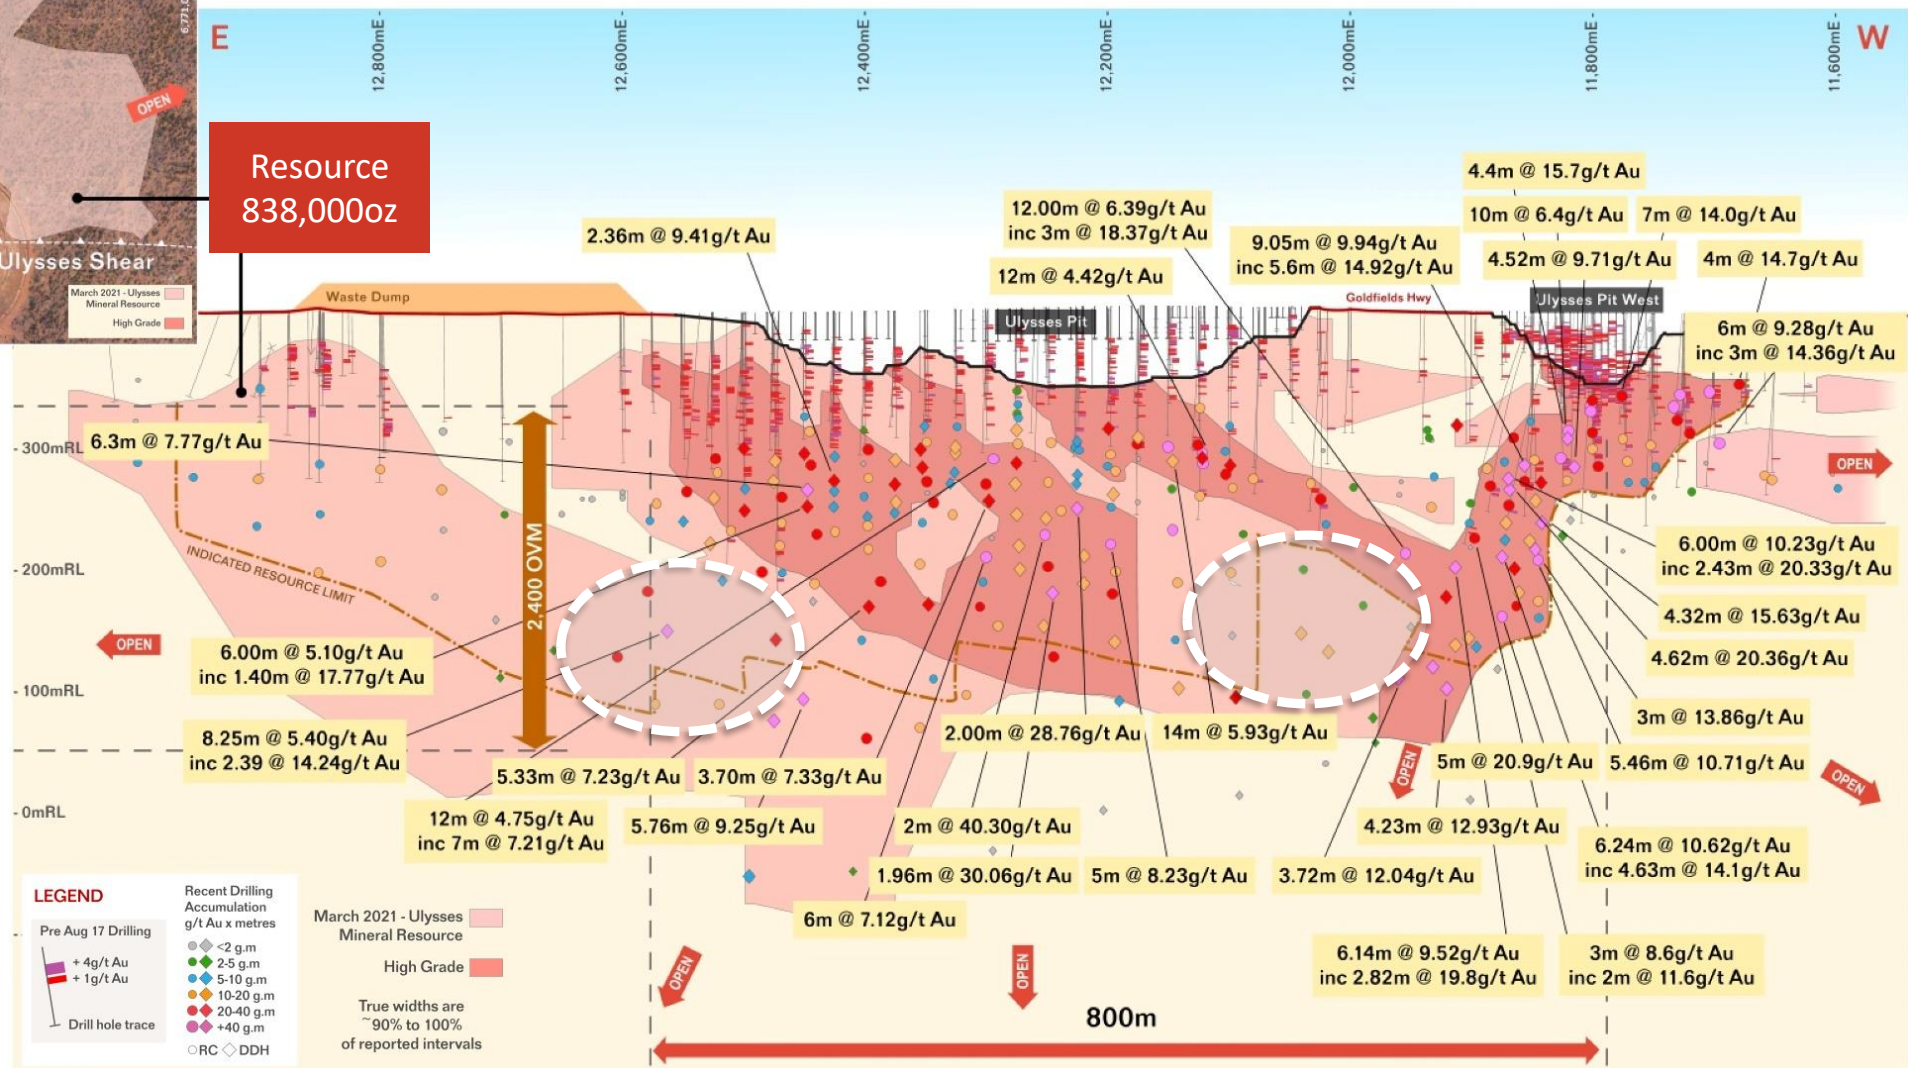 6,771,0
E
12,800mE
12,600mE
12,400mE
12,200mE
12,000mE
11,800mE
11,600mE
W
OPEN
Resource
838,000oz
Ulysses Shear
March 2021 - Ulysses
Mineral Resource
High Grade
Waste Dump
2.36m @ 9.41g/t Au
12.00m @ 6.39g/t Au
inc 3m @ 18.37g/t Au
12m @ 4.42g/t Au
9.05m @ 9.94g/t Au
inc 5.6m @ 14.92g/t Au
4.4m @ 15.7g/t Au
10m @ 6.4g/t Au
7m @ 14.0g/t Au
4.52m @ 9.71g/t Au
4m @ 14.7g/t Au
Ulysses Pit
Goldfields Hwy
Ulysses Pit West
6m @ 9.28g/t Au
inc 3m @ 14.36g/t Au
- 300mRL
6.3m @ 7.77g/t Au
OPEN
2,400 OVM
INDICATED RESOURCE LIMIT
- 200mRL
6.00m @ 10.23g/t Au
inc 2.43m @ 20.33g/t Au
4.32m @ 15.63g/t Au
OPEN
6.00m @ 5.10g/t Au
inc 1.40m @ 17.77g/t Au
4.62m @ 20.36g/t Au
- 100mRL
3m @ 13.86g/t Au
8.25m @ 5.40g/t Au
inc 2.39 @ 14.24g/t Au
2.00m @ 28.76g/t Au
14m @ 5.93g/t Au
5.33m @ 7.23g/t Au
3.70m @ 7.33g/t Au
OPEN
5m @ 20.9g/t Au
5.46m @ 10.71g/t Au
OPEN
- 0mRL
12m @ 4.75g/t Au
inc 7m @ 7.21g/t Au
5.76m @ 9.25g/t Au
2m @ 40.30g/t Au
4.23m @ 12.93g/t Au
6.24m @ 10.62g/t Au
inc 4.63m @ 14.1g/t Au
1.96m @ 30.06g/t Au
5m @ 8.23g/t Au
3.72m @ 12.04g/t Au
6m @ 7.12g/t Au
6.14m @ 9.52g/t Au
inc 2.82m @ 19.8g/t Au
3m @ 8.6g/t Au
inc 2m @ 11.6g/t Au
OPEN
OPEN
800m
LEGEND
Pre Aug 17 Drilling
+ 4g/t Au
+ 1g/t Au
Drill hole trace
Recent Drilling
Accumulation
g/t Au x metres
<2 g.m
2-5 g.m
5-10 g.m
10-20 g.m
20-40 g.m
+40 g.m
RC DDH
March 2021 - Ulysses
Mineral Resource
High Grade
True widths are
~90% to 100%
of reported intervals